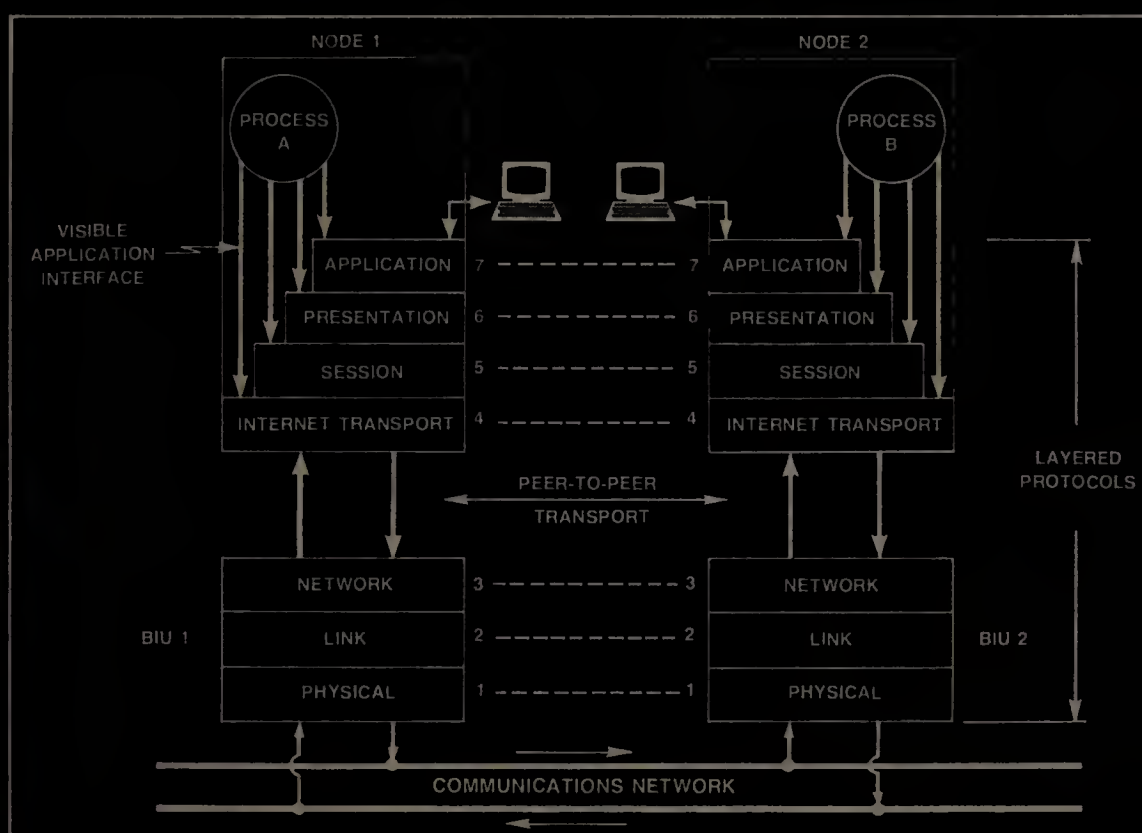 NODE 1
NODE 2
PROCESS
A
PROCESS
B
VISIBLE
APPLICATION
INTERFACE
APPLICATION 7 7 APPLICATION
PRESENTATION 6 6 PRESENTATION
SESSION 5 5 SESSION
INTERNET TRANSPORT 4 4 INTERNET TRANSPORT
LAYERED
PROTOCOLS
PEER-TO-PEER
TRANSPORT
NETWORK 3 3 NETWORK
BIU 1 LINK 2 2 LINK BIU 2
PHYSICAL 1 1 PHYSICAL
COMMUNICATIONS NETWORK